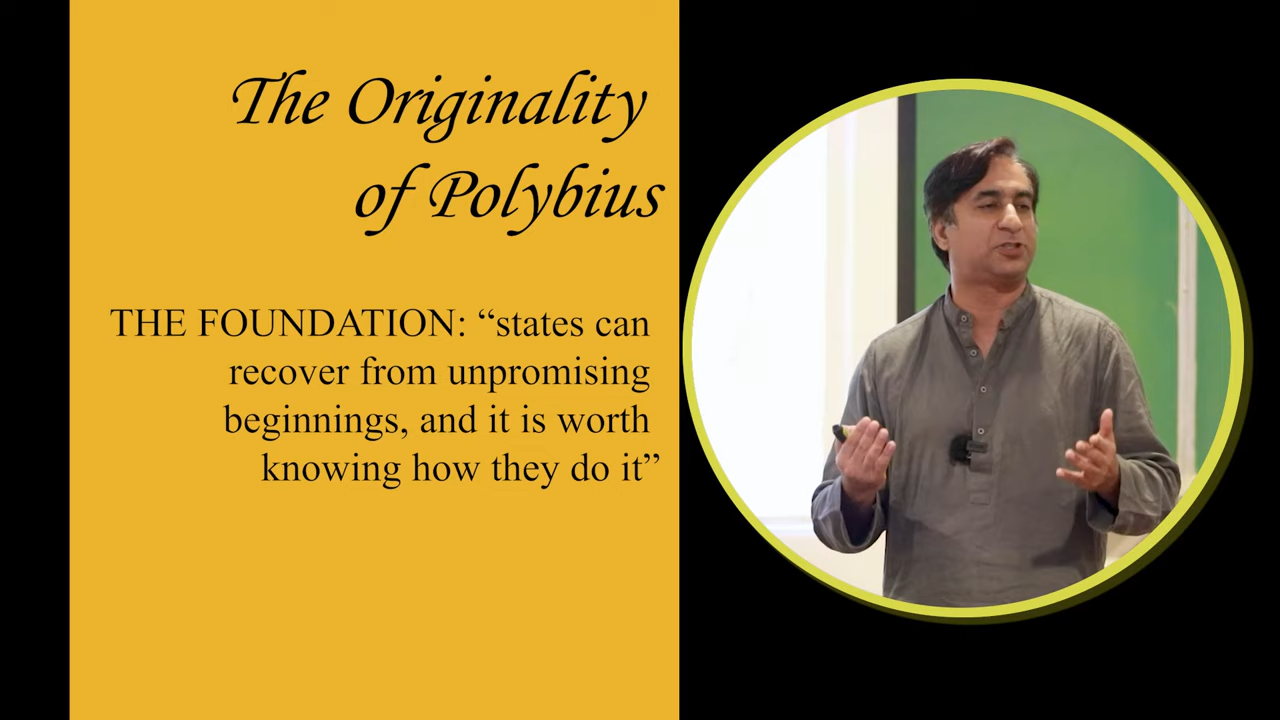 The Originality
of Polybius
THE FOUNDATION: “states can
recover from unpromising
beginnings, and it is worth
knowing how they do it”